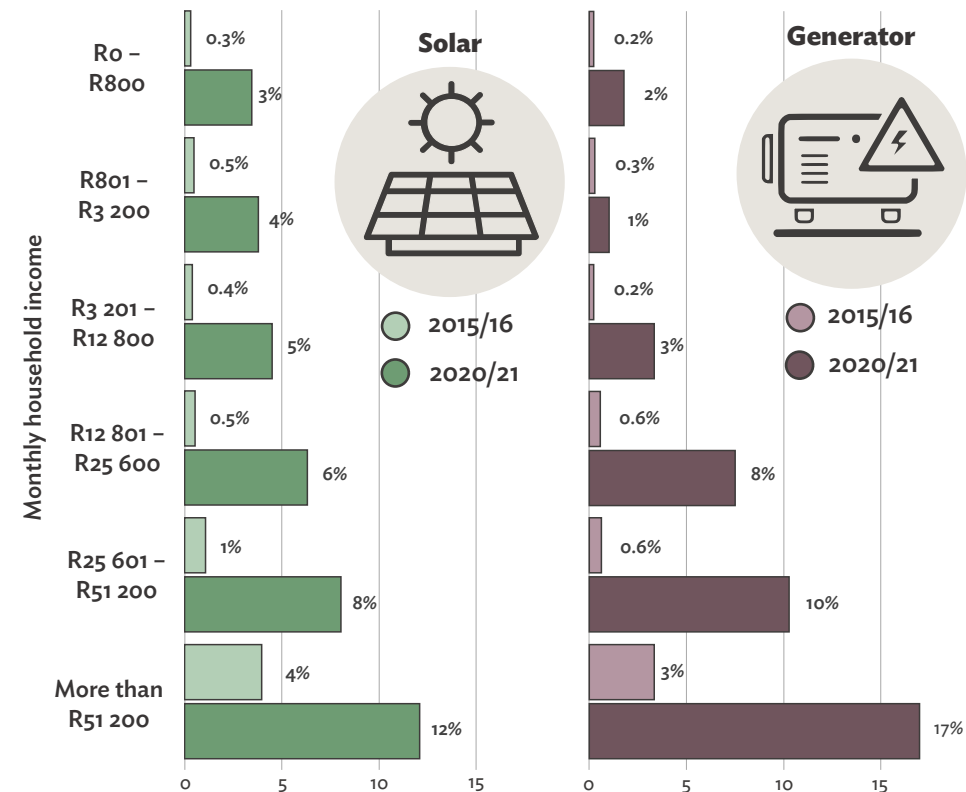 Monthly household income
Solar
2015/16
2020/21
R0 –
R800
0.3%
3%
R801 –
R3 200
0.5%
4%
R3 201 –
R12 800
0.4%
5%
R12 801 –
R25 600
0.5%
6%
R25 601 –
R51 200
1%
8%
More than
R51 200
4%
12%
0 5 10 15
Generator
2015/16
2020/21
0.2%
2%
0.3%
1%
0.2%
3%
0.6%
8%
0.6%
10%
3%
17%
0 5 10 15